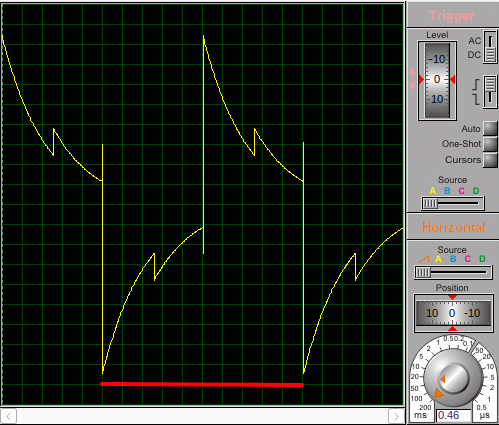 Trigger
Level
-10
0
10
AC
DC
Auto
One-Shot
Cursors
Source
A B C D
Horizontal
Source
A B C D
Position
10 0 -10
200
100
50
20
10
5
2
1
0.5
0.2
0.1
50
20
10
5
2
1
0.5
ms
0.46
µs